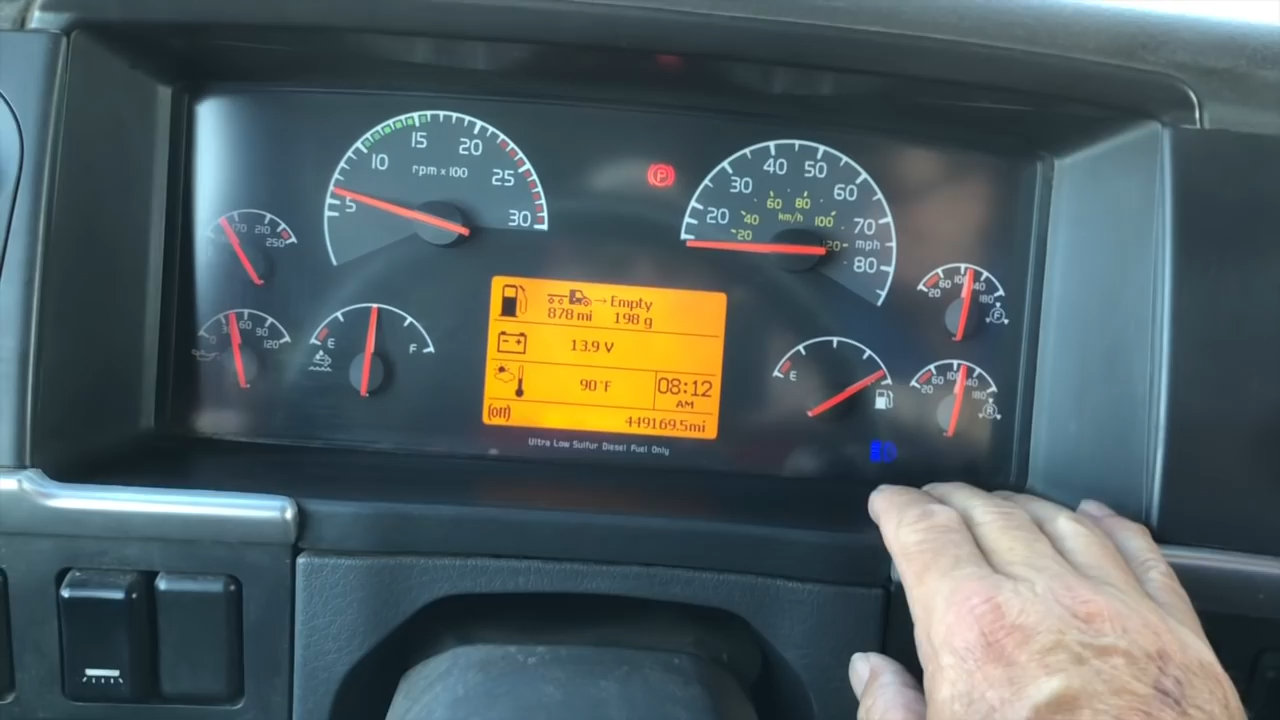 5
10
15
20
25
30
rpm x 100
P
20
30
40
50
60
70
80
mph
20
40
60
80
100
120
km/h
170 210
250
60 90
120
E
F
→ Empty
878 mi 198 g
13.9 V
90°F
08:12
AM
(Off)
449169.5mi
Ultra Low Sulfur Diesel Fuel Only
E
20 60 100 140
180
F
20 60 100 140
180
R